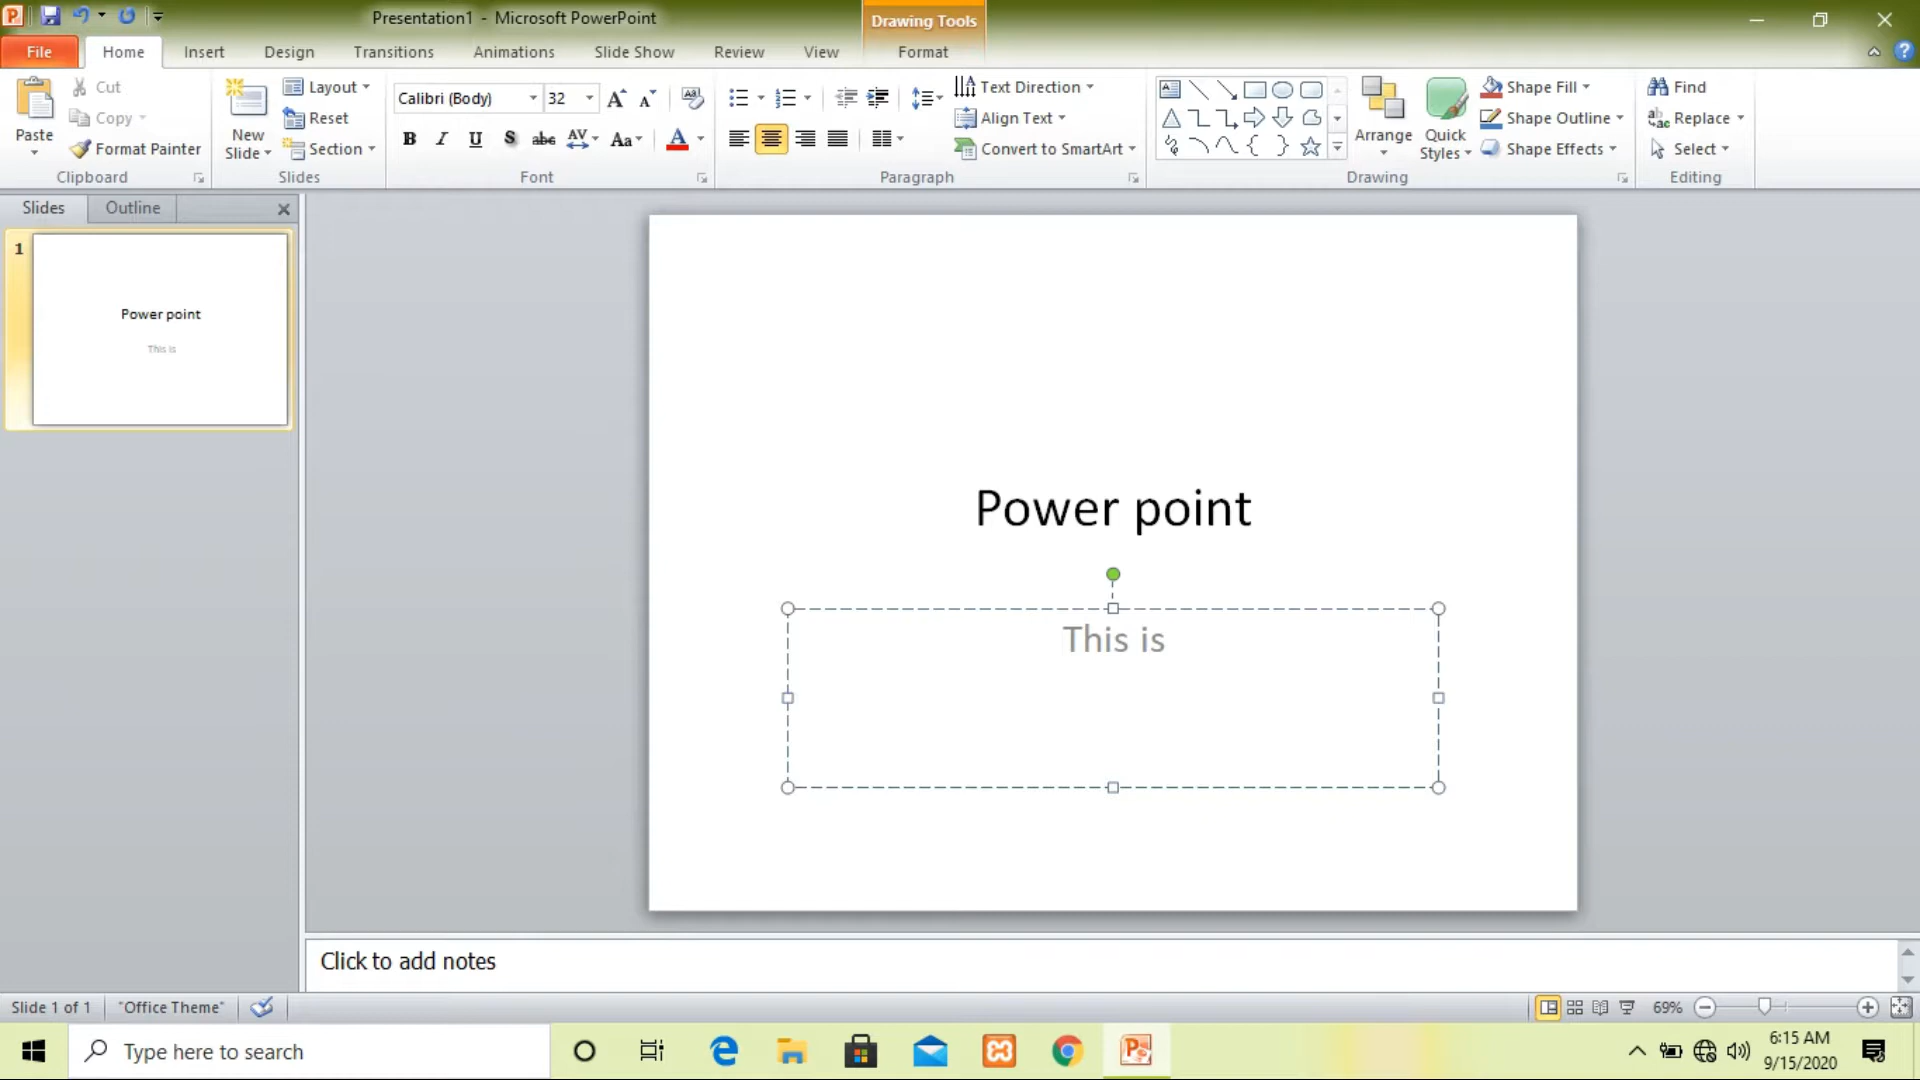 Presentation1 - Microsoft PowerPoint
Drawing Tools
File Home Insert Design Transitions Animations Slide Show Review View Format
Paste
Cut
Copy
Format Painter
Clipboard
New Slide
Layout
Reset
Section
Slides
Calibri (Body) 32
B I U S abc AV Aa A
Font
Text Direction
Align Text
Convert to SmartArt
Paragraph
Arrange
Quick Styles
Shape Fill
Shape Outline
Shape Effects
Drawing
Find
Replace
Select
Editing
Slides Outline
1
Power point
This is
Power point
This is
Click to add notes
Slide 1 of 1 "Office Theme" 69%
Type here to search
6:15 AM
9/15/2020